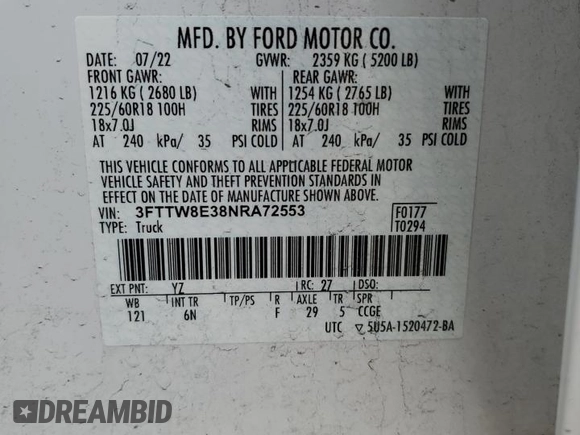 MFD. BY FORD MOTOR CO.
DATE: 07/22 GVWR: 2359 KG ( 5200 LB)
FRONT GAWR: REAR GAWR:
1216 KG ( 2680 LB) WITH 1254 KG ( 2765 LB) WITH
225/60R18 100H TIRES 225/60R18 100H TIRES
18x7.0J RIMS 18x7.0J RIMS
AT 240 kPa/ 35 PSI COLD AT 240 kPa/ 35 PSI COLD
THIS VEHICLE CONFORMS TO ALL APPLICABLE FEDERAL MOTOR
VEHICLE SAFETY AND THEFT PREVENTION STANDARDS IN
EFFECT ON THE DATE OF MANUFACTURE SHOWN ABOVE.
VIN: 3FTTW8E38NRA72553 F0177
TYPE: Truck T0294
EXT PNT: YZ RC: 27 DSO:
WB INT TR TP/PS R AXLE TR SPR
121 6N F 29 5 CCGE
UTC ▽ 5U5A-1520472-BA
DREAMBID